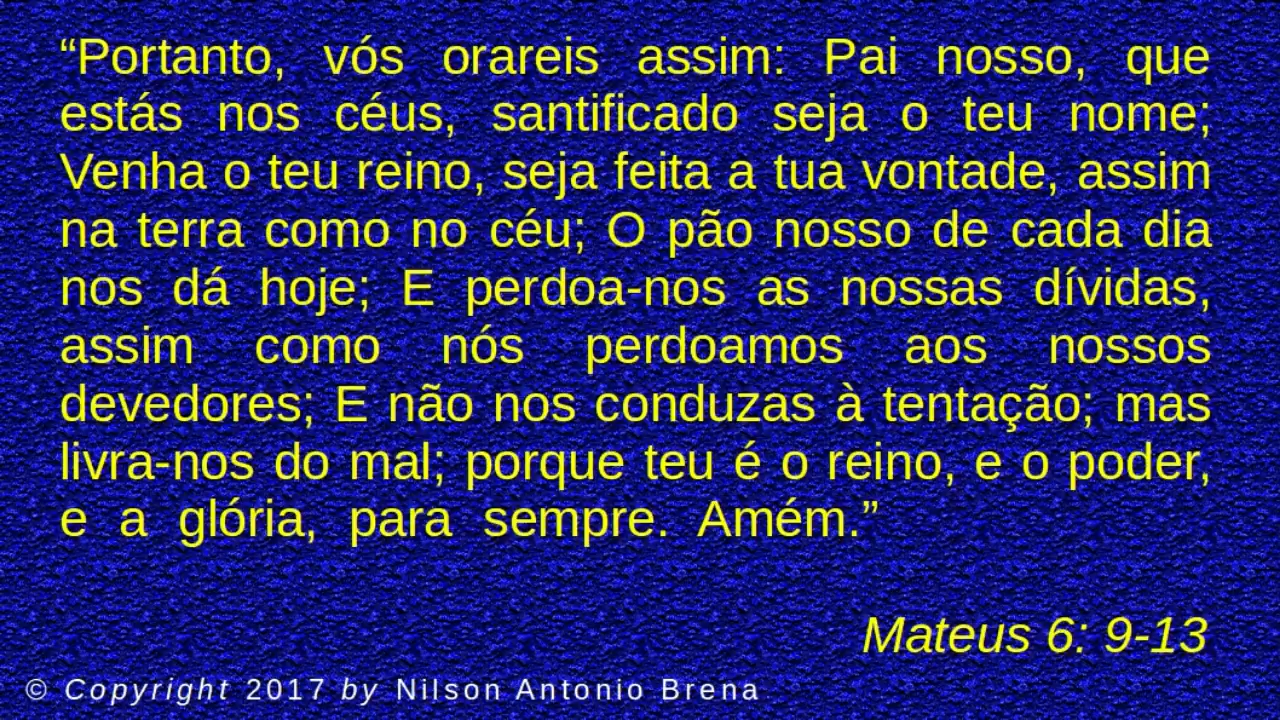 “Portanto, vós orareis assim: Pai nosso, que
estás nos céus, santificado seja o teu nome;
Venha o teu reino, seja feita a tua vontade, assim
na terra como no céu; O pão nosso de cada dia
nos dá hoje; E perdoa-nos as nossas dívidas,
assim como nós perdoamos aos nossos
devedores; E não nos conduzas à tentação; mas
livra-nos do mal; porque teu é o reino, e o poder,
e a glória, para sempre. Amém.”
Mateus 6: 9-13
© Copyright 2017 by Nilson Antonio Brena